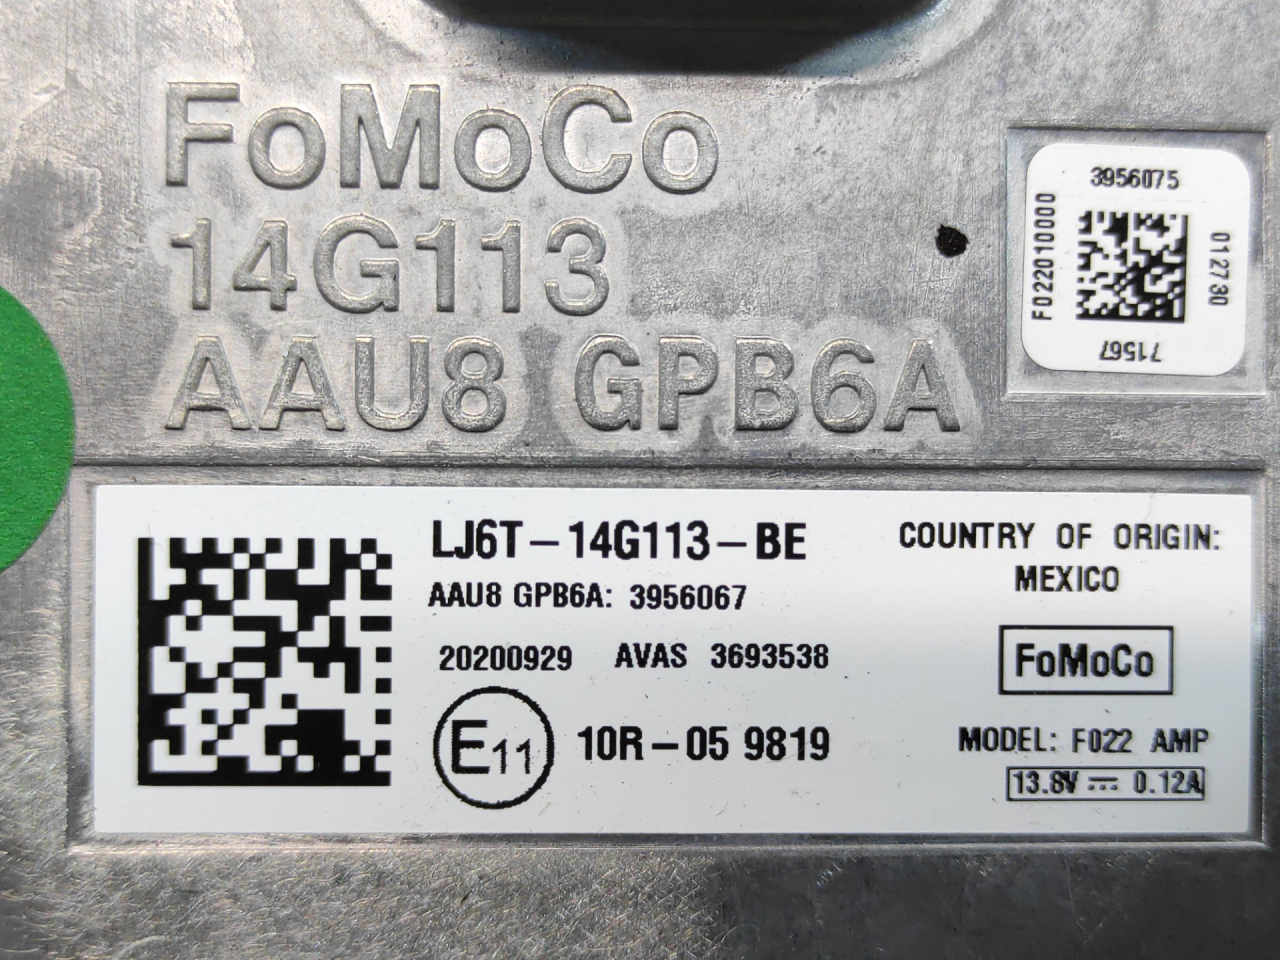 FoMoCo
14G113
AAU8 GPB6A
3956075
F022010000
012730
71567
LJ6T-14G113-BE
AAU8 GPB6A: 3956067
20200929 AVAS 3693538
E11 10R-05 9819
COUNTRY OF ORIGIN:
MEXICO
FoMoCo
MODEL: F022 AMP
13.8V ⎓ 0.12A